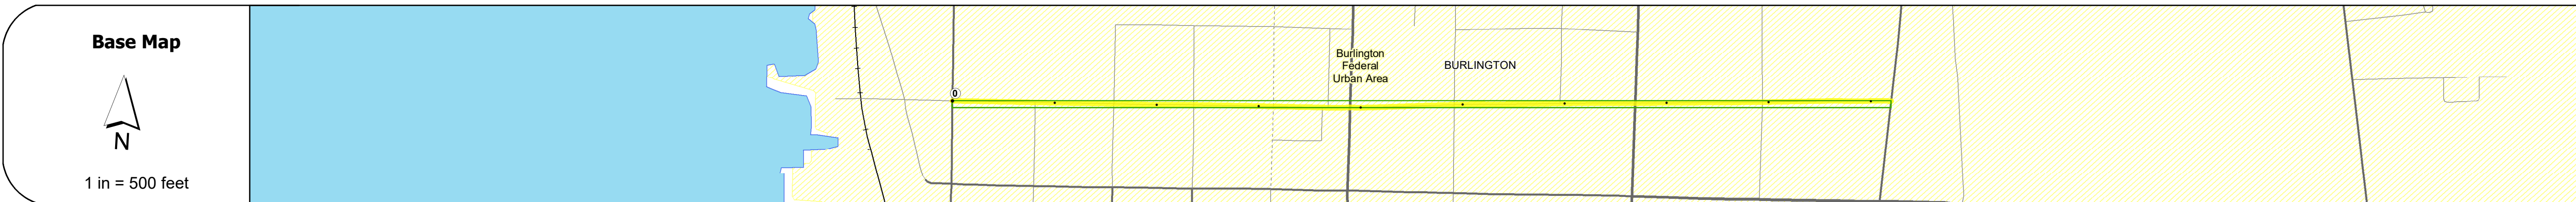 Base Map
N
1 in = 500 feet
0
Burlington
Federal
Urban Area
BURLINGTON